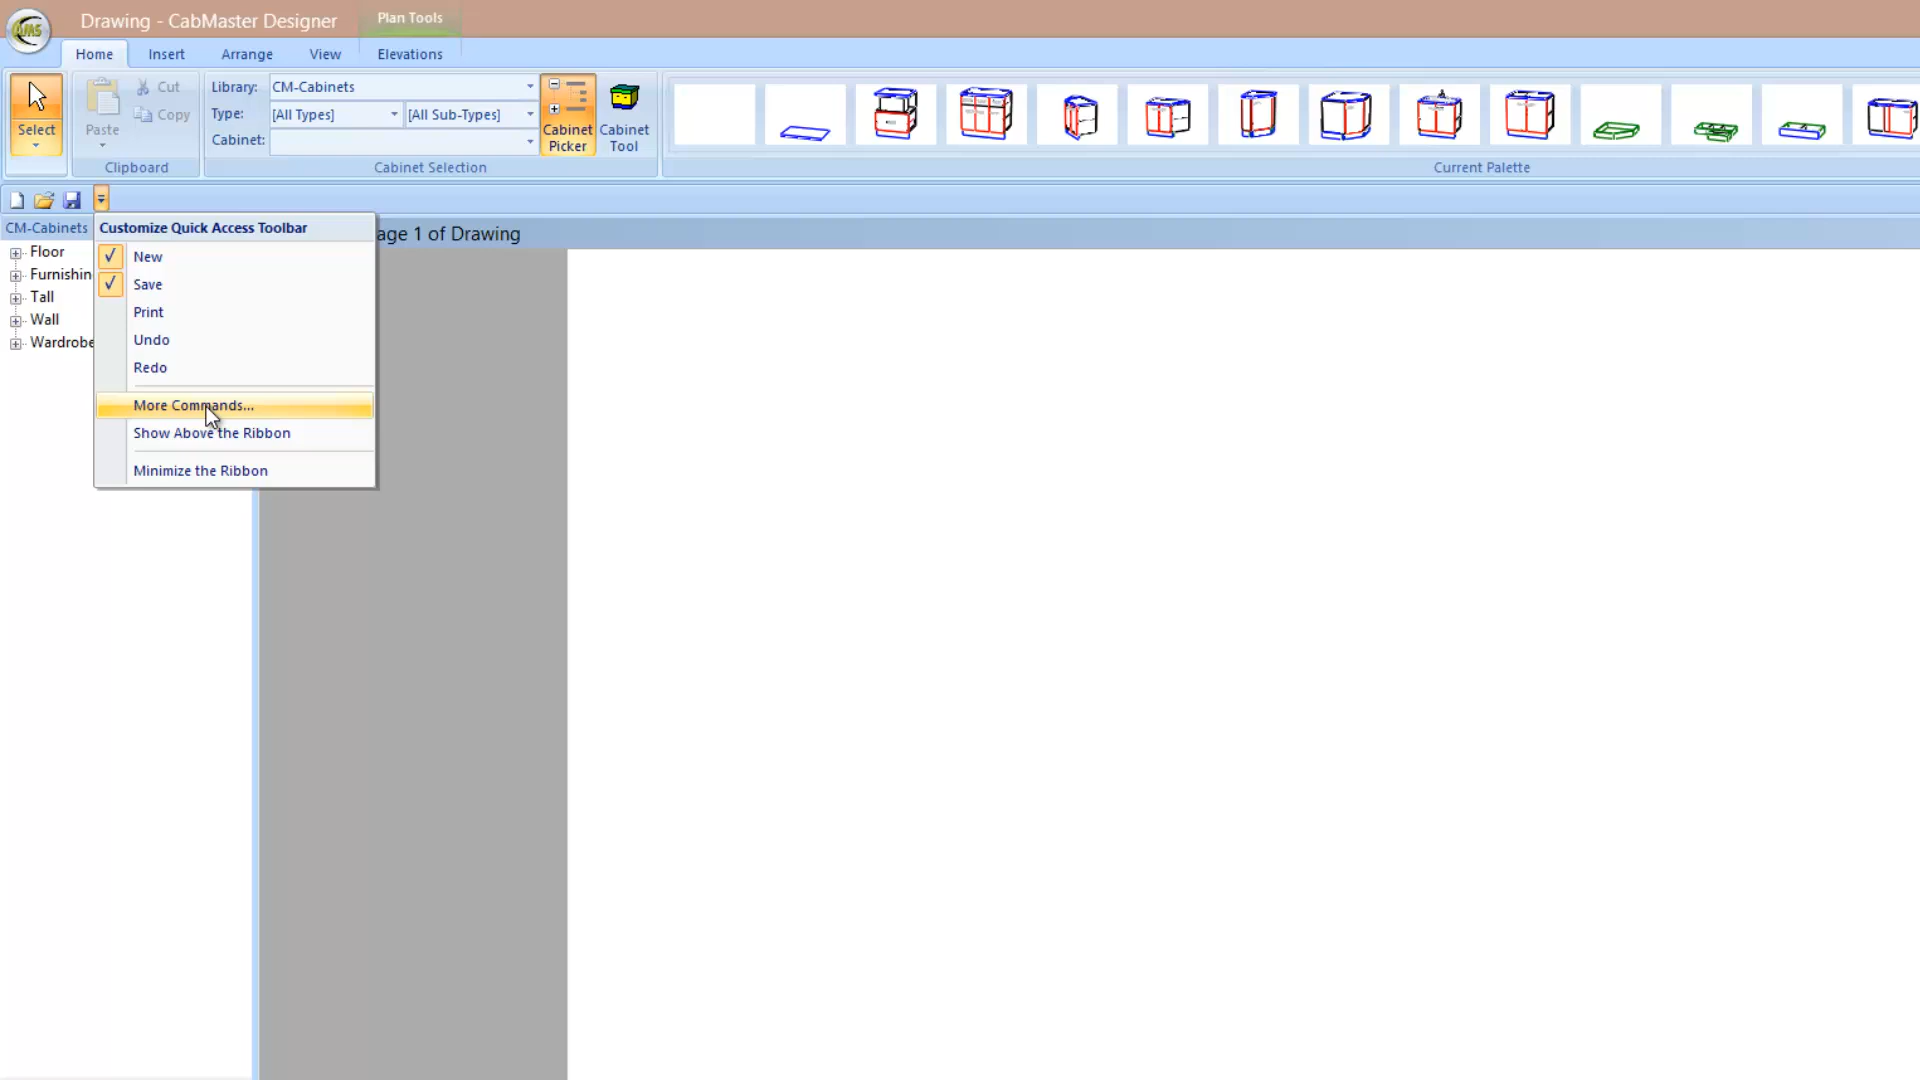 Drawing - CabMaster Designer
Plan Tools
Home
Insert
Arrange
View
Elevations
Select
Paste
Cut
Copy
Clipboard
Library: CM-Cabinets
Type: [All Types] [All Sub-Types]
Cabinet:
Cabinet Picker
Cabinet Tool
Cabinet Selection
Current Palette
CM-Cabinets
Floor
Furnishin
Tall
Wall
Wardrobe
Customize Quick Access Toolbar
New
Save
Print
Undo
Redo
More Commands...
Show Above the Ribbon
Minimize the Ribbon
age 1 of Drawing